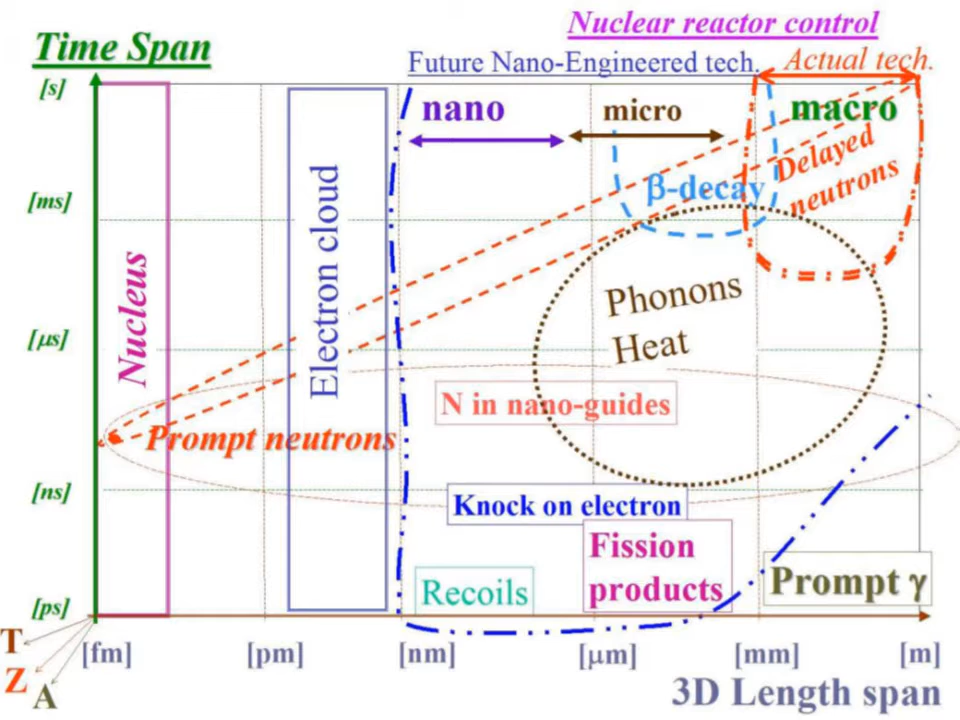 Nuclear reactor control
Time Span
Future Nano-Engineered tech.
Actual tech.
[s]
nano
micro
macro
Delayed
neutrons
β-decay
[ms]
Nucleus
Electron cloud
Phonons
Heat
[μs]
N in nano-guides
Prompt neutrons
[ns]
Knock on electron
Fission
products
Recoils
Prompt γ
[ps]
T
Z
A
[fm]
[pm]
[nm]
[μm]
[mm]
[m]
3D Length span